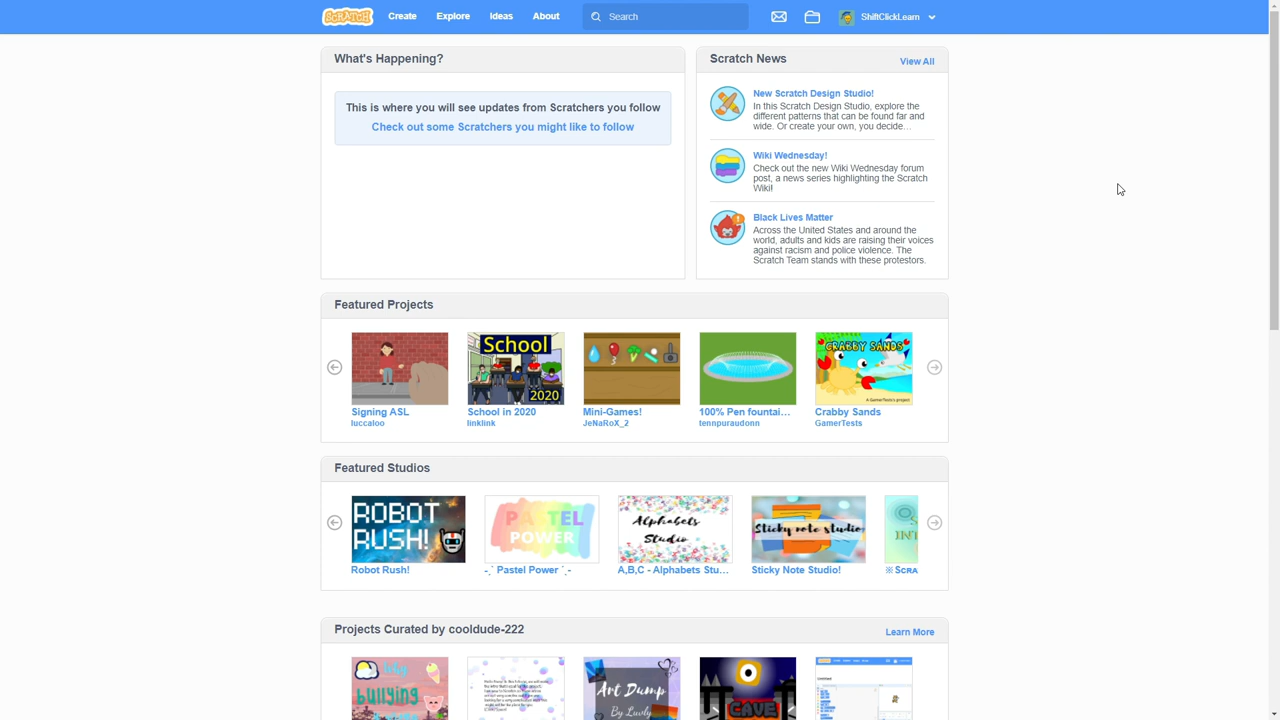 SCRATCH Create Explore Ideas About Search ShiftClickLearn
What's Happening?
This is where you will see updates from Scratchers you follow
Check out some Scratchers you might like to follow
Scratch News View All
New Scratch Design Studio!
In this Scratch Design Studio, explore the
different patterns that can be found far and
wide. Or create your own, you decide…
Wiki Wednesday!
Check out the new Wiki Wednesday forum
post, a news series highlighting the Scratch
Wiki!
Black Lives Matter
Across the United States and around the
world, adults and kids are raising their voices
against racism and police violence. The
Scratch Team stands with these protestors.
Featured Projects
School
2020
CRABBY SANDS
A GamerTests's project
Signing ASL School in 2020 Mini-Games! 100% Pen fountai... Crabby Sands
luccaloo linklink JeNaRoX_2 tennpuraudonn GamerTests
Featured Studios
ROBOT
RUSH!
PASTEL
POWER
Alphabets
Studio
Sticky note studio
Robot Rush! -ˏˋ Pastel Power ˊˎ- A,B,C - Alphabets Stu... Sticky Note Studio! ※ SCRA
Projects Curated by cooldude-222 Learn More
bullying
Art Dump
By Luvly
CAVE